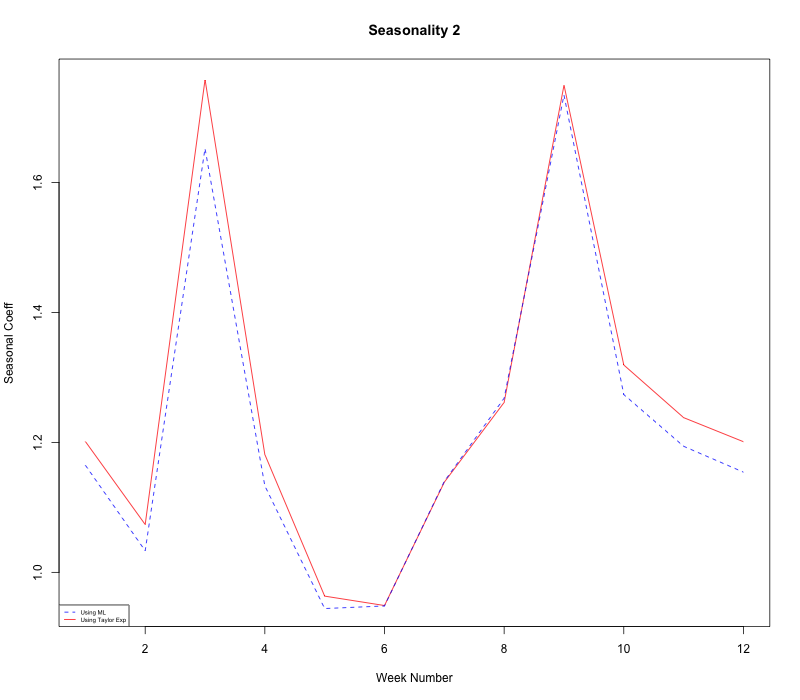 Seasonality 2
Seasonal Coeff
1.6
1.4
1.2
1.0
Using ML
Using Taylor Exp
2 4 6 8 10 12
Week Number